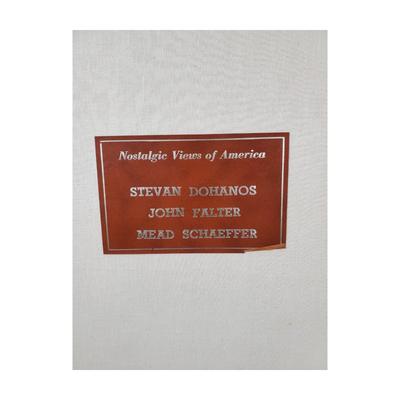 Nostalgic Views of America
STEVAN DOHANOS
JOHN FALTER
MEAD SCHAEFFER